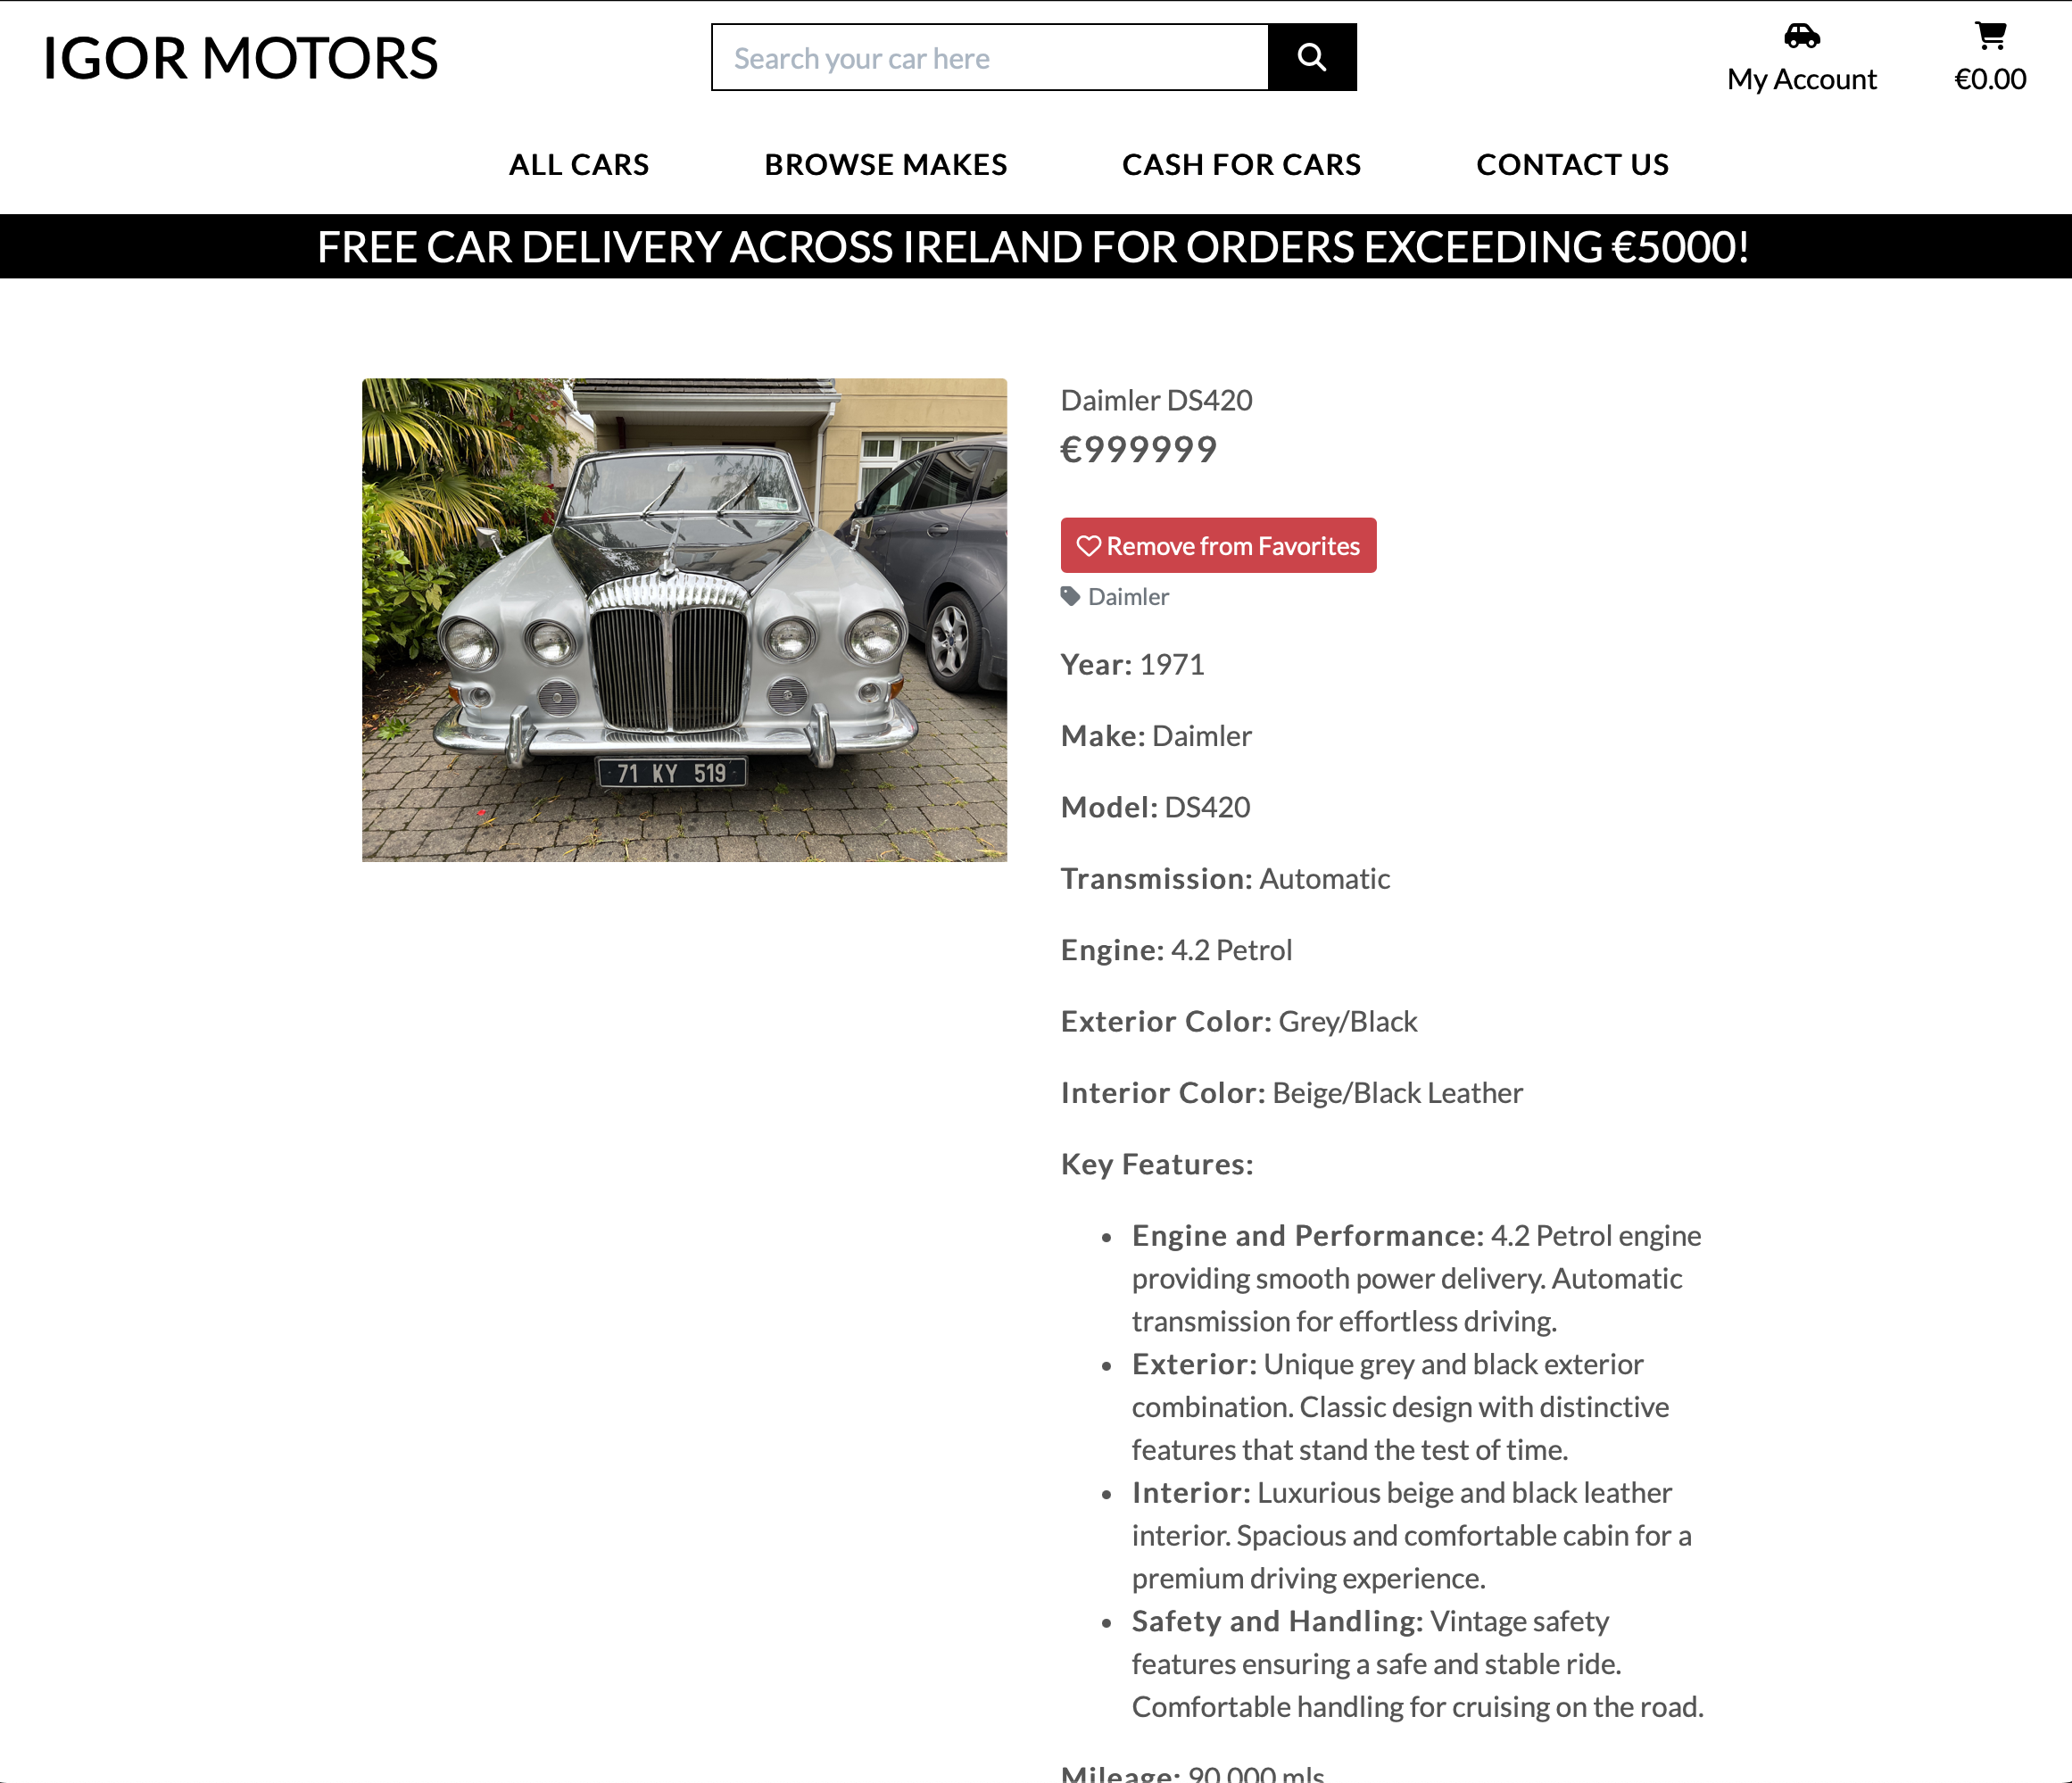 IGOR MOTORS
Search your car here
My Account
€0.00
ALL CARS
BROWSE MAKES
CASH FOR CARS
CONTACT US
FREE CAR DELIVERY ACROSS IRELAND FOR ORDERS EXCEEDING €5000!
71 KY 519
Daimler DS420
€999999
Remove from Favorites
Daimler
Year: 1971
Make: Daimler
Model: DS420
Transmission: Automatic
Engine: 4.2 Petrol
Exterior Color: Grey/Black
Interior Color: Beige/Black Leather
Key Features:
• Engine and Performance: 4.2 Petrol engine
providing smooth power delivery. Automatic
transmission for effortless driving.
• Exterior: Unique grey and black exterior
combination. Classic design with distinctive
features that stand the test of time.
• Interior: Luxurious beige and black leather
interior. Spacious and comfortable cabin for a
premium driving experience.
• Safety and Handling: Vintage safety
features ensuring a safe and stable ride.
Comfortable handling for cruising on the road.
Mileage: 90,000 mls